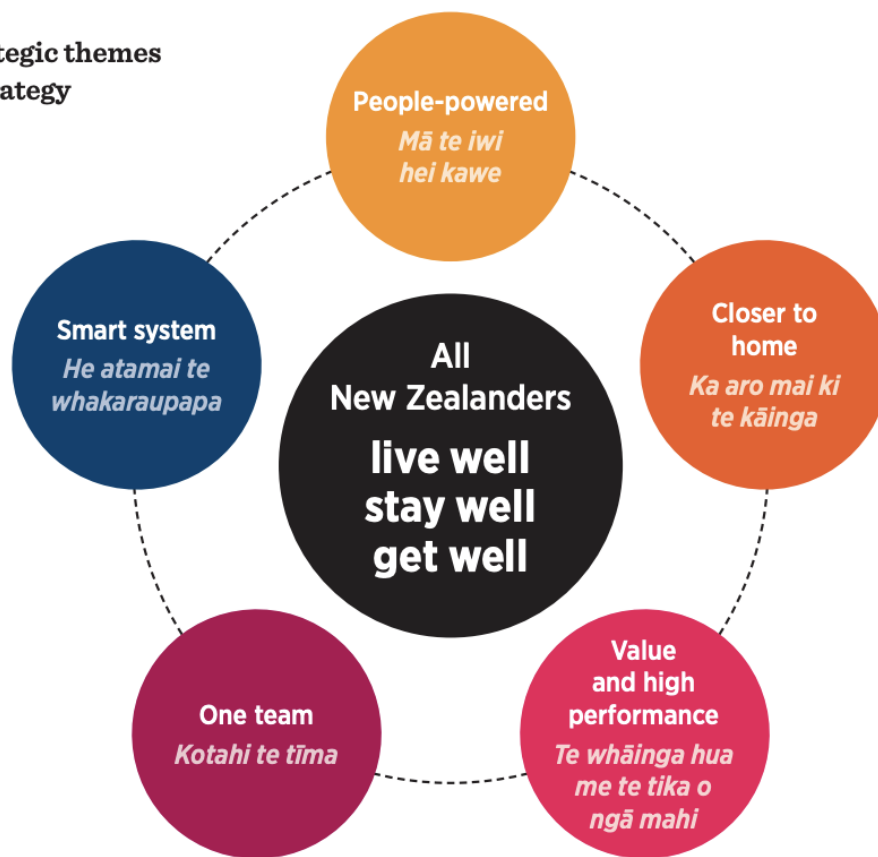 tegic themes
ategy
People-powered
Mā te iwi
hei kawe
Closer to
home
Ka aro mai ki
te kāinga
Value
and high
performance
Te whāinga hua
me te tika o
ngā mahi
One team
Kotahi te tīma
Smart system
He atamai te
whakaraupapa
All
New Zealanders
live well
stay well
get well